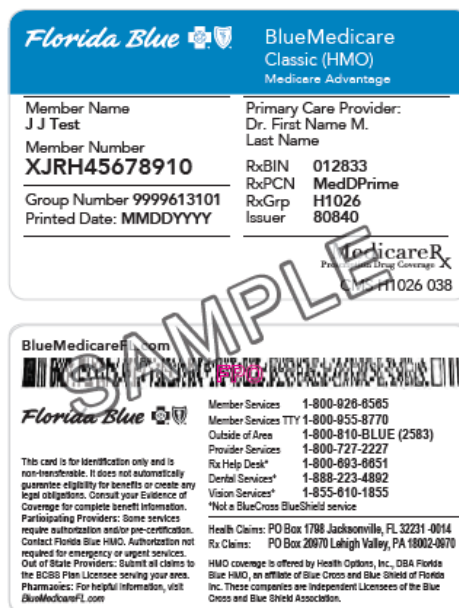 Florida Blue
BlueMedicare
Classic (HMO)
Medicare Advantage
Member Name
J J Test
Member Number
XJRH45678910
Group Number 9999613101
Printed Date: MMDDYYYY
Primary Care Provider:
Dr. First Name M.
Last Name
RxBIN 012833
RxPCN MedDPrime
RxGrp H1026
Issuer 80840
MedicareRx
Prescription Drug Coverage
CMS H1026 038
SAMPLE
BlueMedicareFL.com
FPO
Florida Blue
This card is for identification only and is
non-transferable. It does not automatically
guarantee eligibility for benefits or create any
legal obligations. Consult your Evidence of
Coverage for complete benefit information.
Participating Providers: Some services
require authorization and/or pre-certification.
Contact Florida Blue HMO. Authorization not
required for emergency or urgent services.
Out of State Providers: Submit all claims to
the BCBS Plan Licensee serving your area.
Pharmacies: For helpful information, visit
BlueMedicareFL.com
Member Services 1-800-926-6565
Member Services TTY 1-800-955-8770
Outside of Area 1-800-810-BLUE (2583)
Provider Services 1-800-727-2227
Rx Help Desk* 1-800-693-6651
Dental Services* 1-888-223-4892
Vision Services* 1-855-610-1855
*Not a BlueCross BlueShield service
Health Claims: PO Box 1798 Jacksonville, FL 32231-0014
Rx Claims: PO Box 20970 Lehigh Valley, PA 18002-0970
HMO coverage is offered by Health Options, Inc., DBA Florida
Blue HMO, an affiliate of Blue Cross and Blue Shield of Florida
Inc. These companies are Independent Licensees of the Blue
Cross and Blue Shield Association.